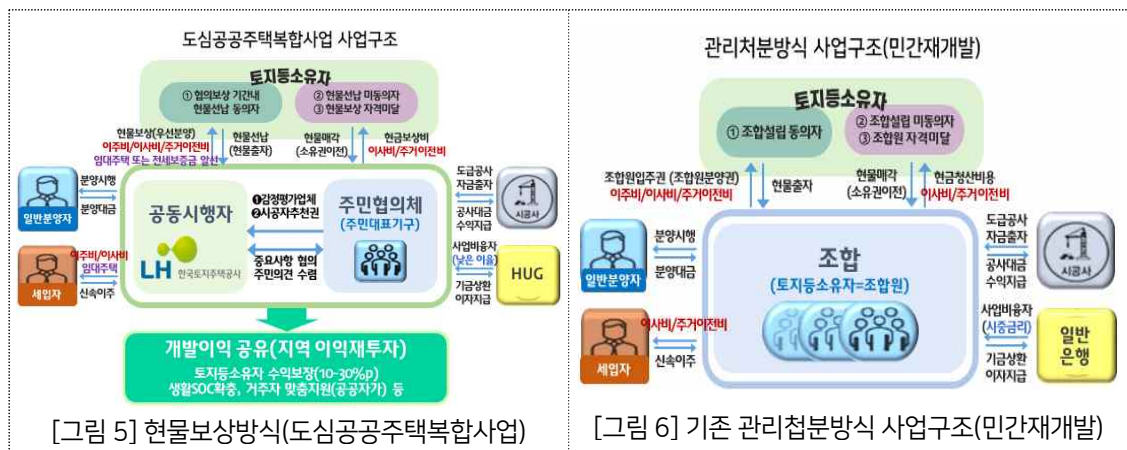 도심공공주택복합사업 사업구조
토지등소유자
① 협의보상 기간내
현물선납 동의자
② 현물선납 미동의자
③ 현물보상 자격미달
현물보상(우선분양)
이주비/이사비/주거이전비
임대주택 또는 전세보증금 알선
현물선납
(현물출자)
현물매각
(소유권이전)
현금보상비
이사비/주거이전비
일반분양자
분양시행
분양대금
세입자
이주비/이사비
임대주택
신속이주
공동시행자
LH 한국토지주택공사
❶감정평가업체
❷시공자추천권
중요사항 협의
주민의견 수렴
주민협의체
(주민대표기구)
도급공사
자금출자
공사대금
수익지급
시공사
사업비융자
(낮은 이율)
기금상환
이자지급
HUG
개발이익 공유(지역 이익재투자)
토지등소유자 수익보장(10-30%p)
생활SOC확충, 거주자 맞춤지원(공공자가) 등
[그림 5] 현물보상방식(도심공공주택복합사업)
관리처분방식 사업구조(민간재개발)
토지등소유자
① 조합설립 동의자
② 조합설립 미동의자
③ 조합원 자격미달
조합원입주권 (조합원분양권)
이주비/이사비/주거이전비
현물출자
현물매각
(소유권이전)
현금청산비용
이사비/주거이전비
일반분양자
분양시행
분양대금
세입자
이사비/주거이전비
신속이주
조합
(토지등소유자=조합원)
도급공사
자금출자
공사대금
수익지급
시공사
사업비융자
(시중금리)
기금상환
이자지급
일반
은행
[그림 6] 기존 관리첩분방식 사업구조(민간재개발)